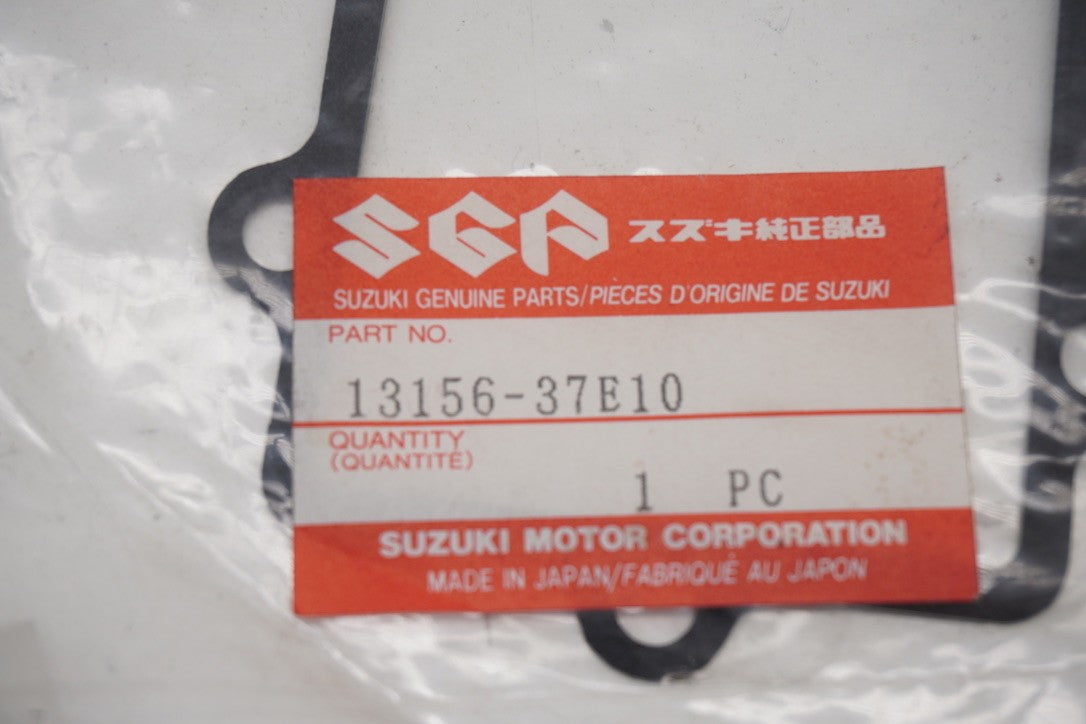 SGP スズキ純正部品
SUZUKI GENUINE PARTS/PIECES D'ORIGINE DE SUZUKI
PART NO.
13156-37E10
QUANTITY
(QUANTITÉ)
1 PC
SUZUKI MOTOR CORPORATION
MADE IN JAPAN/FABRIQUÉ AU JAPON